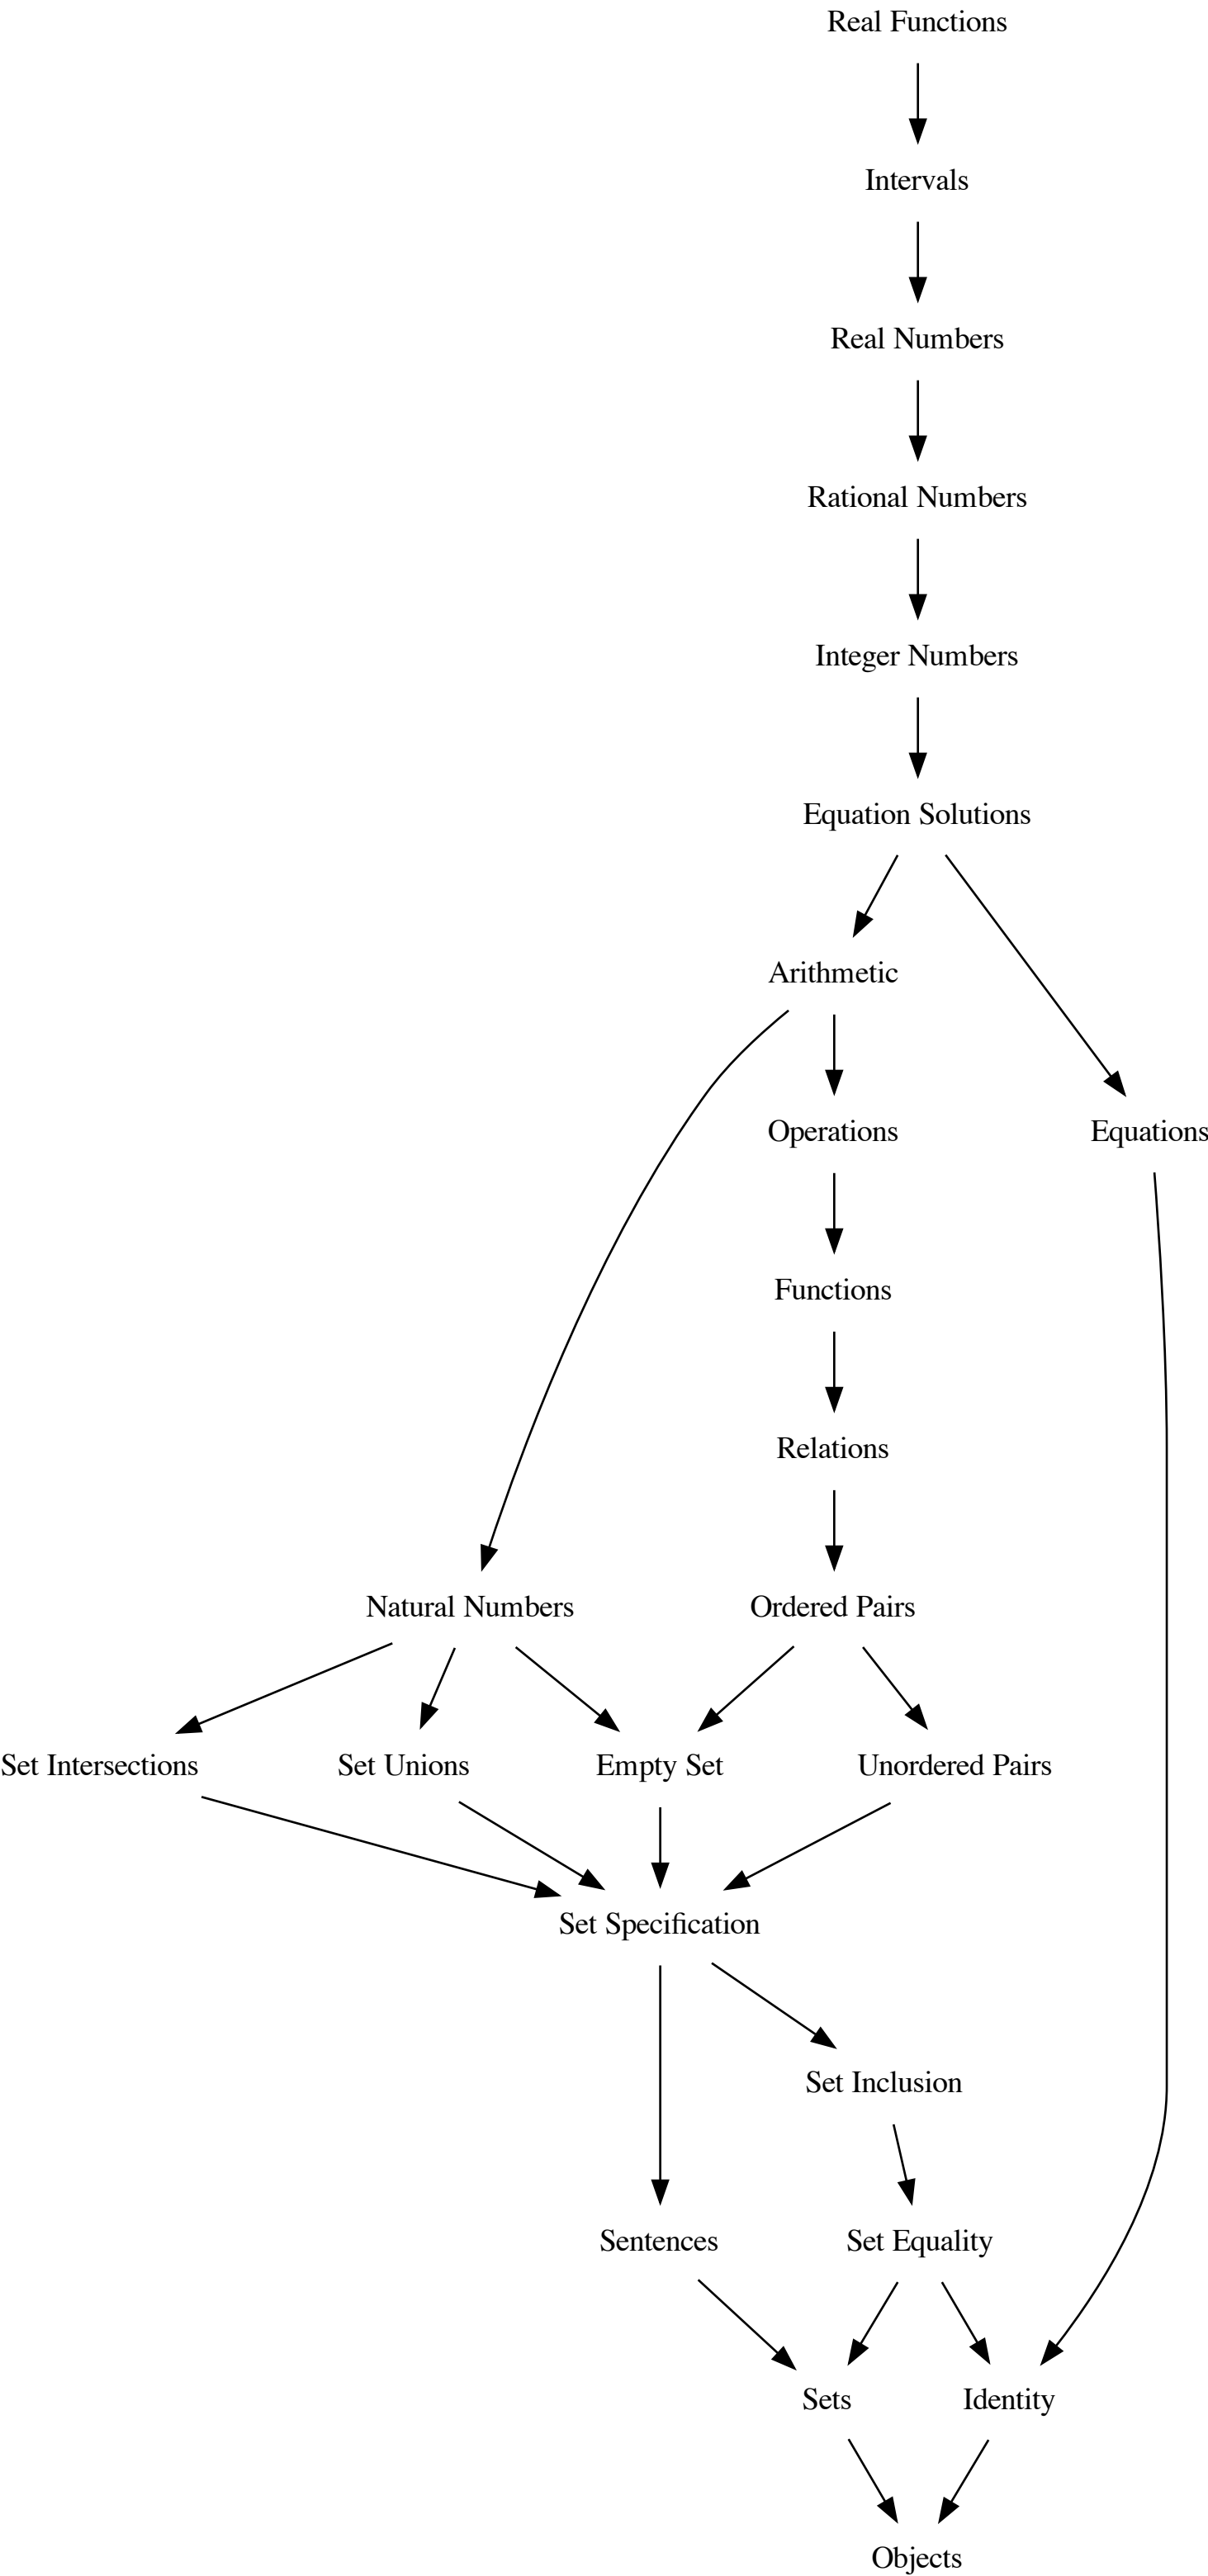 Real Functions
Intervals
Real Numbers
Rational Numbers
Integer Numbers
Equation Solutions
Arithmetic
Operations
Equations
Functions
Relations
Natural Numbers
Ordered Pairs
Set Intersections
Set Unions
Empty Set
Unordered Pairs
Set Specification
Set Inclusion
Sentences
Set Equality
Sets
Identity
Objects